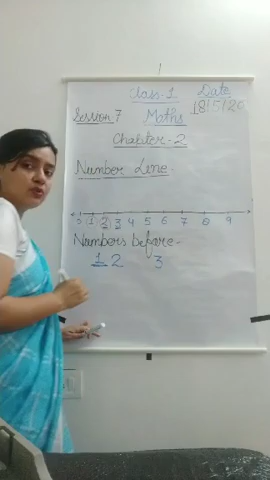 Class-1 Date
Session 7 Maths 18/5/20
Chapter-2
Number Line.
0 1 2 3 4 5 6 7 8 9
Numbers before-
1 2 3